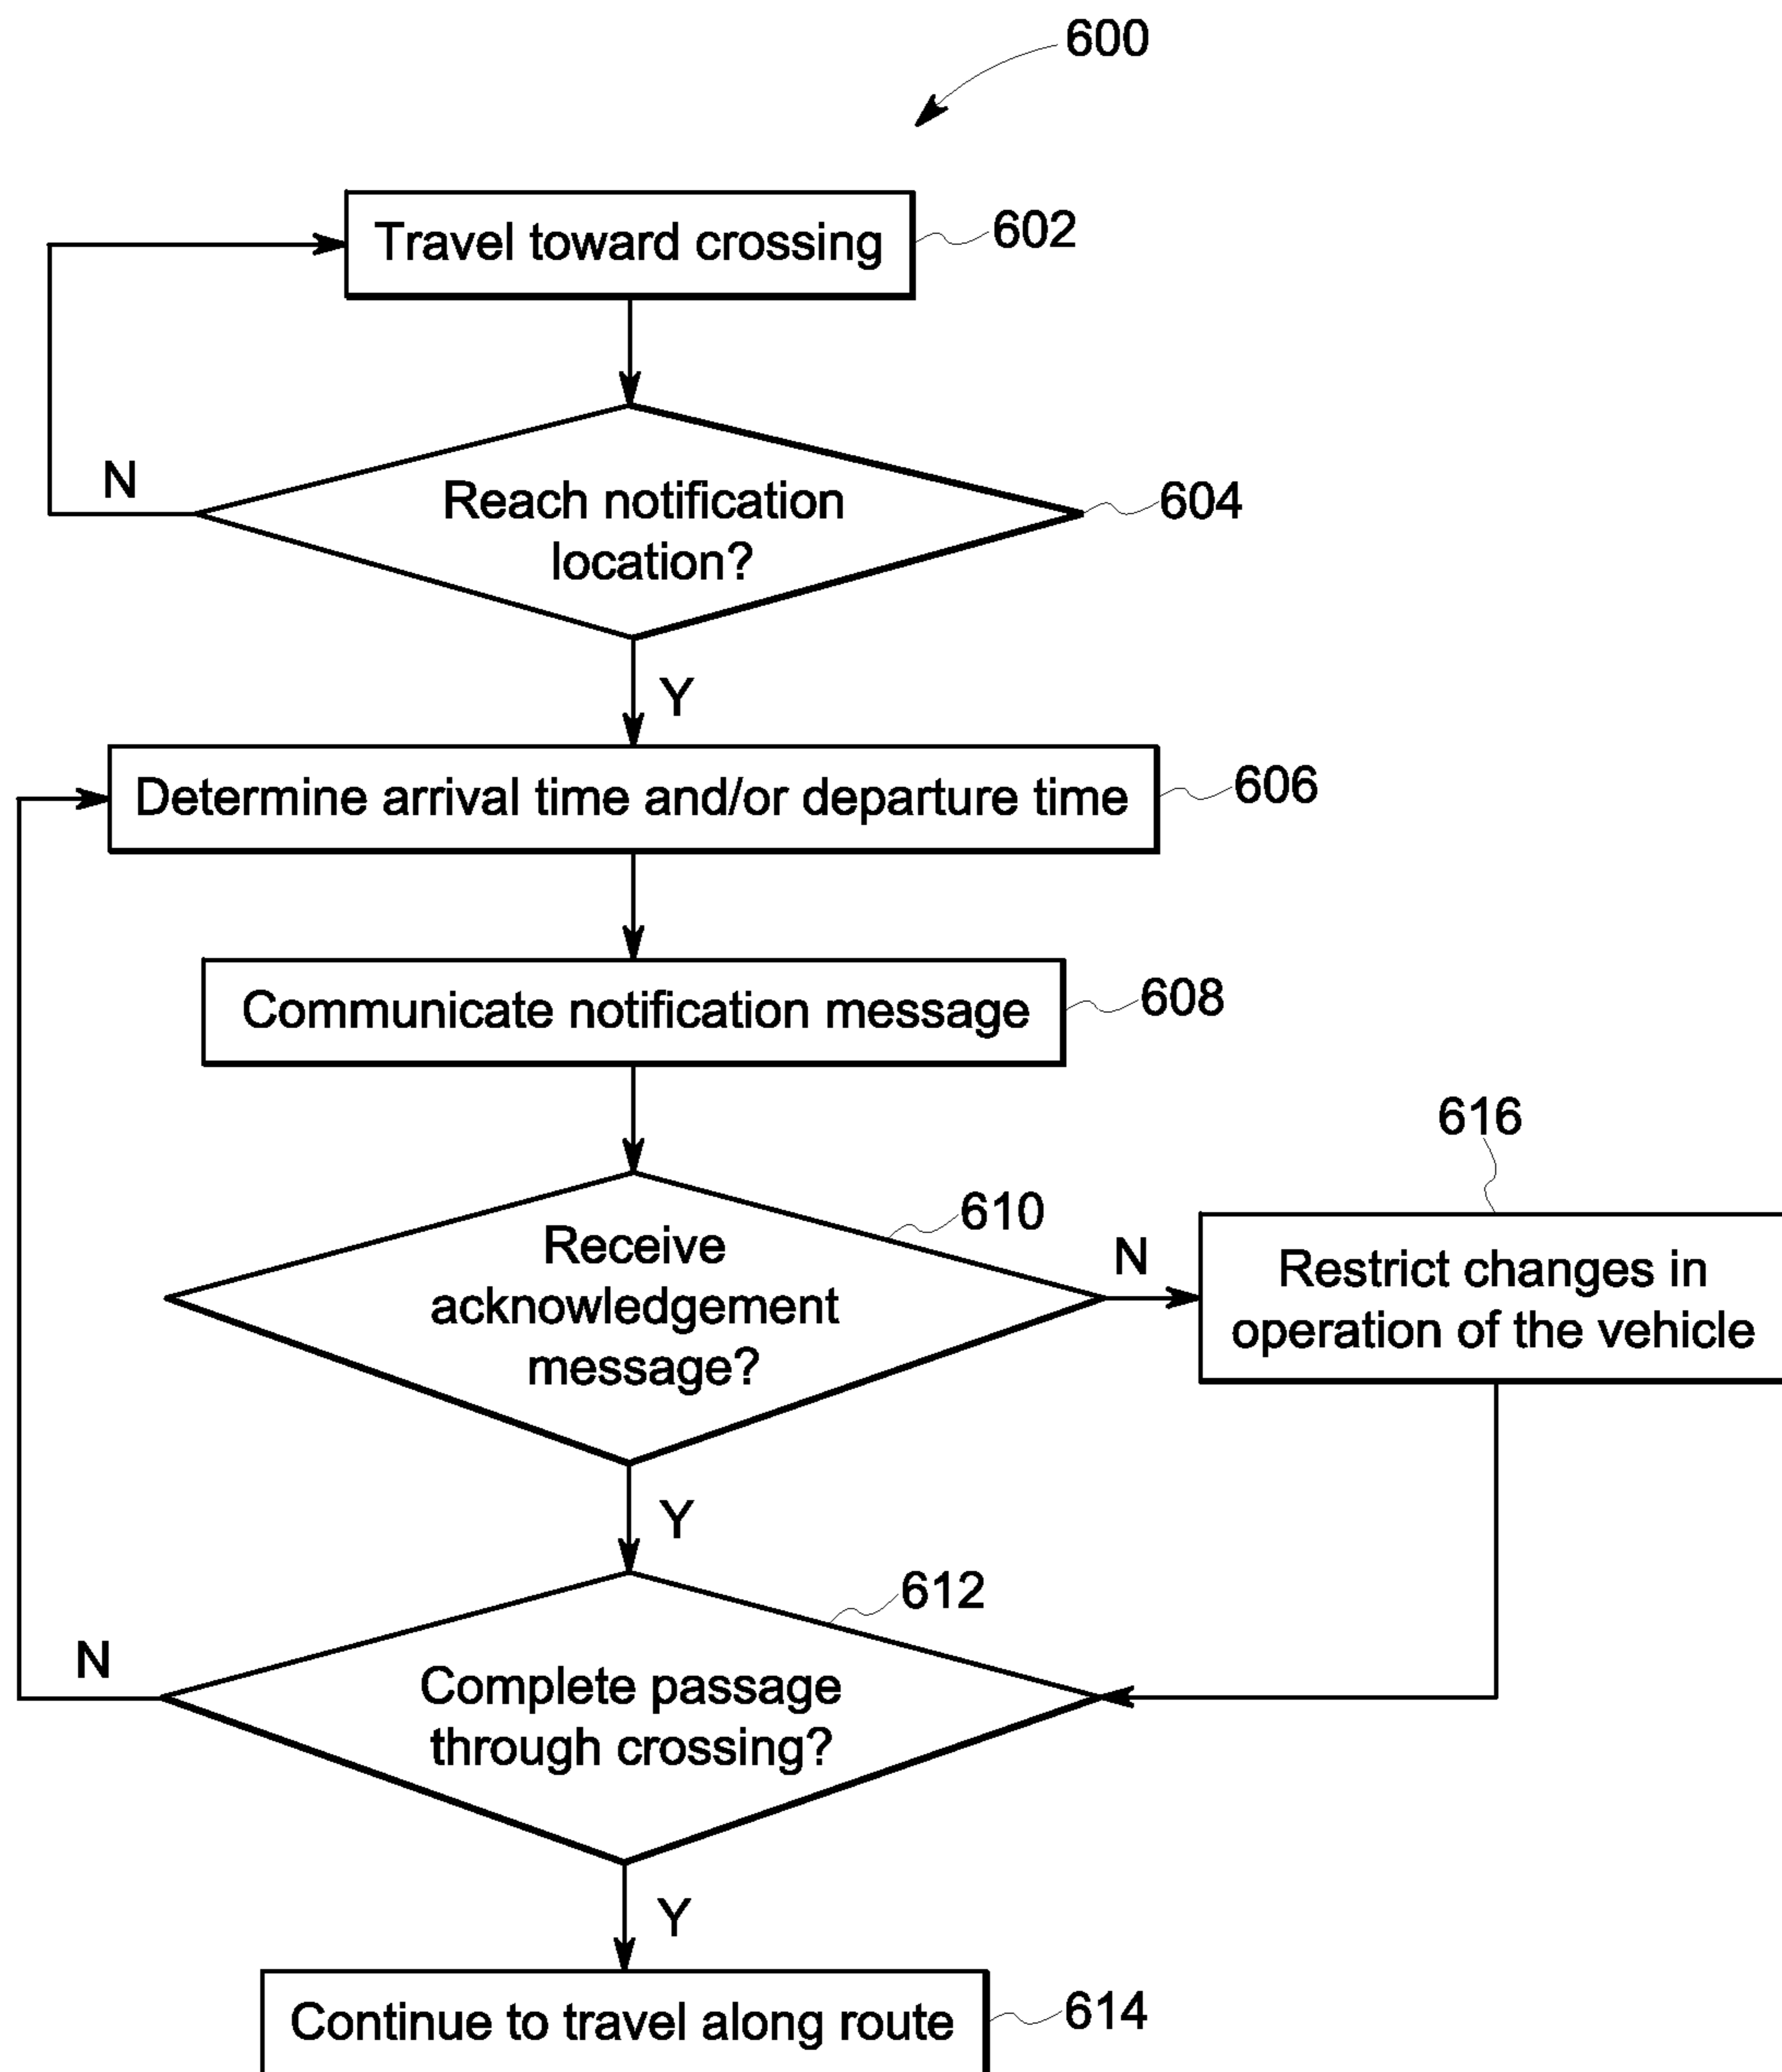 600
Travel toward crossing
602
N
Reach notification
location?
604
Y
Determine arrival time and/or departure time
606
Communicate notification message
608
616
610
Receive
acknowledgement
message?
N
Restrict changes in
operation of the vehicle
Y
612
N
Complete passage
through crossing?
Y
Continue to travel along route
614